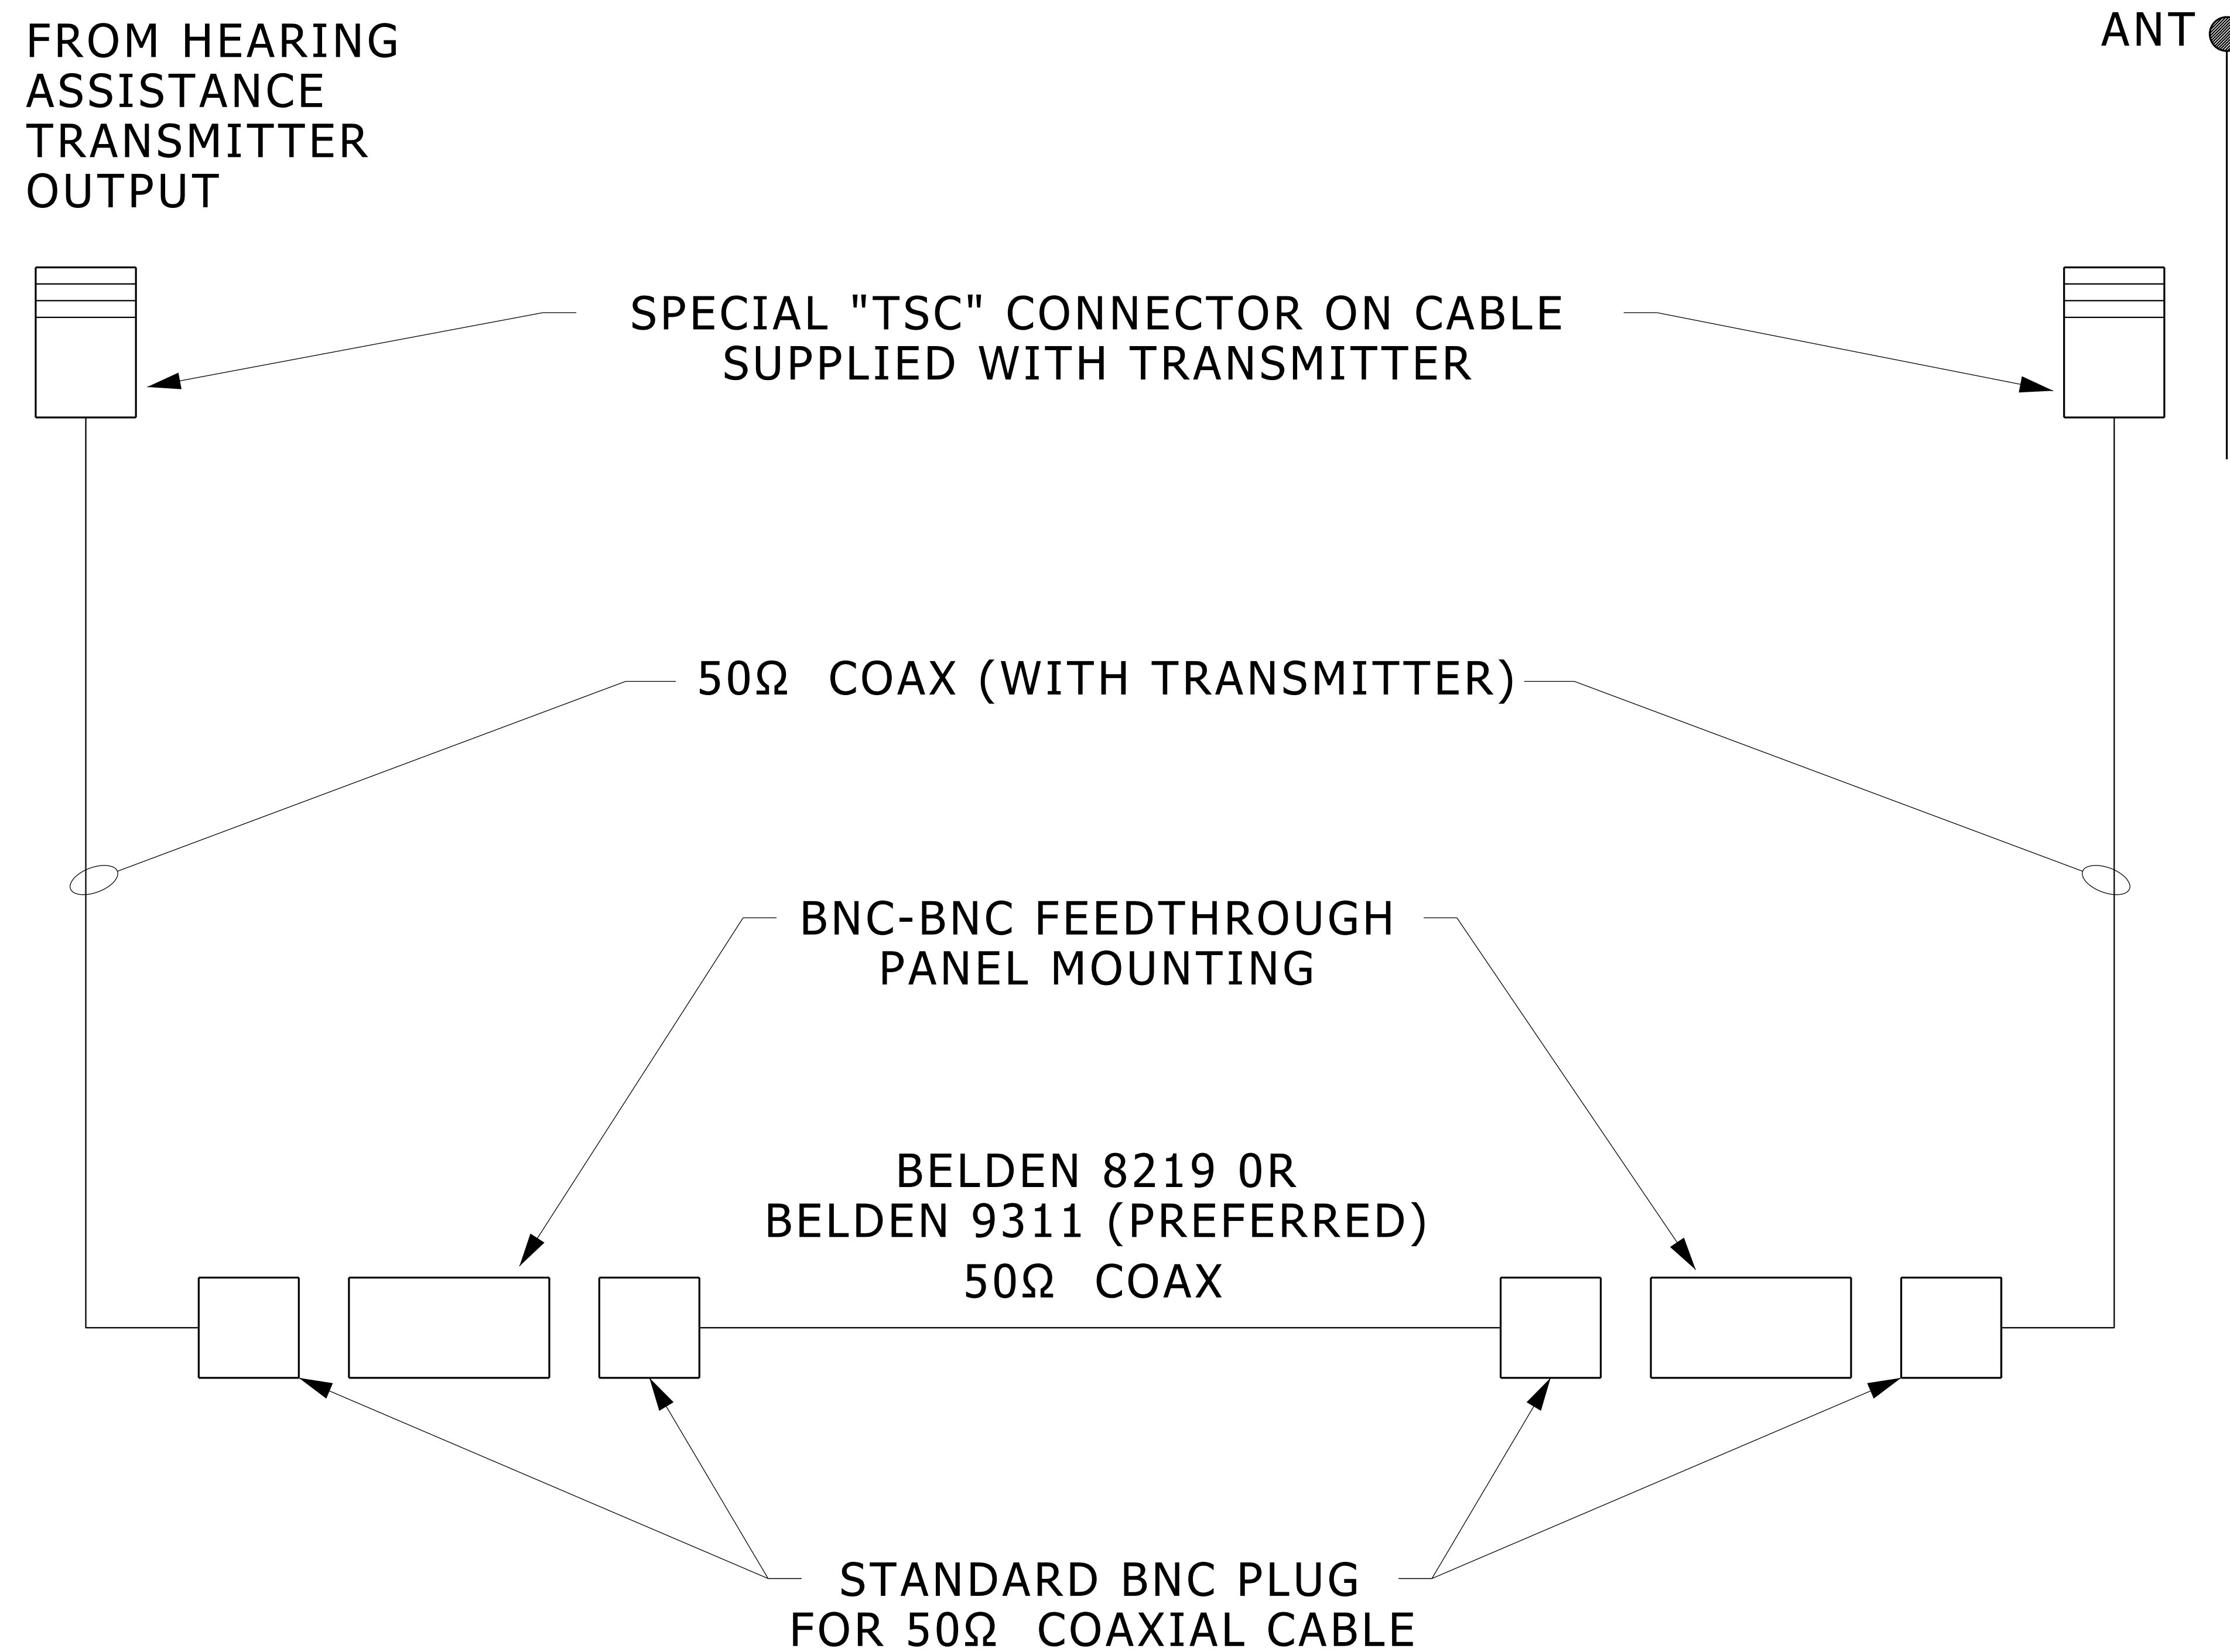 FROM HEARING
ASSISTANCE
TRANSMITTER
OUTPUT
ANT
SPECIAL "TSC" CONNECTOR ON CABLE
SUPPLIED WITH TRANSMITTER
50Ω COAX (WITH TRANSMITTER)
BNC-BNC FEEDTHROUGH
PANEL MOUNTING
BELDEN 8219 0R
BELDEN 9311 (PREFERRED)
50Ω COAX
STANDARD BNC PLUG
FOR 50Ω COAXIAL CABLE